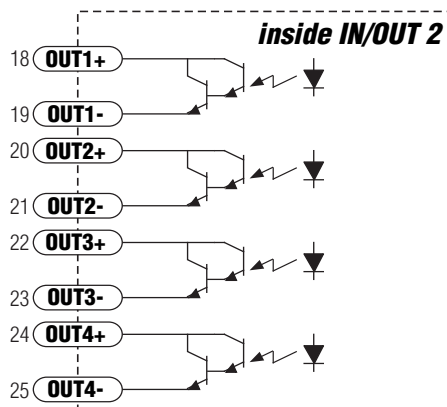 inside IN/OUT 2
18 OUT1+
19 OUT1-
20 OUT2+
21 OUT2-
22 OUT3+
23 OUT3-
24 OUT4+
25 OUT4-